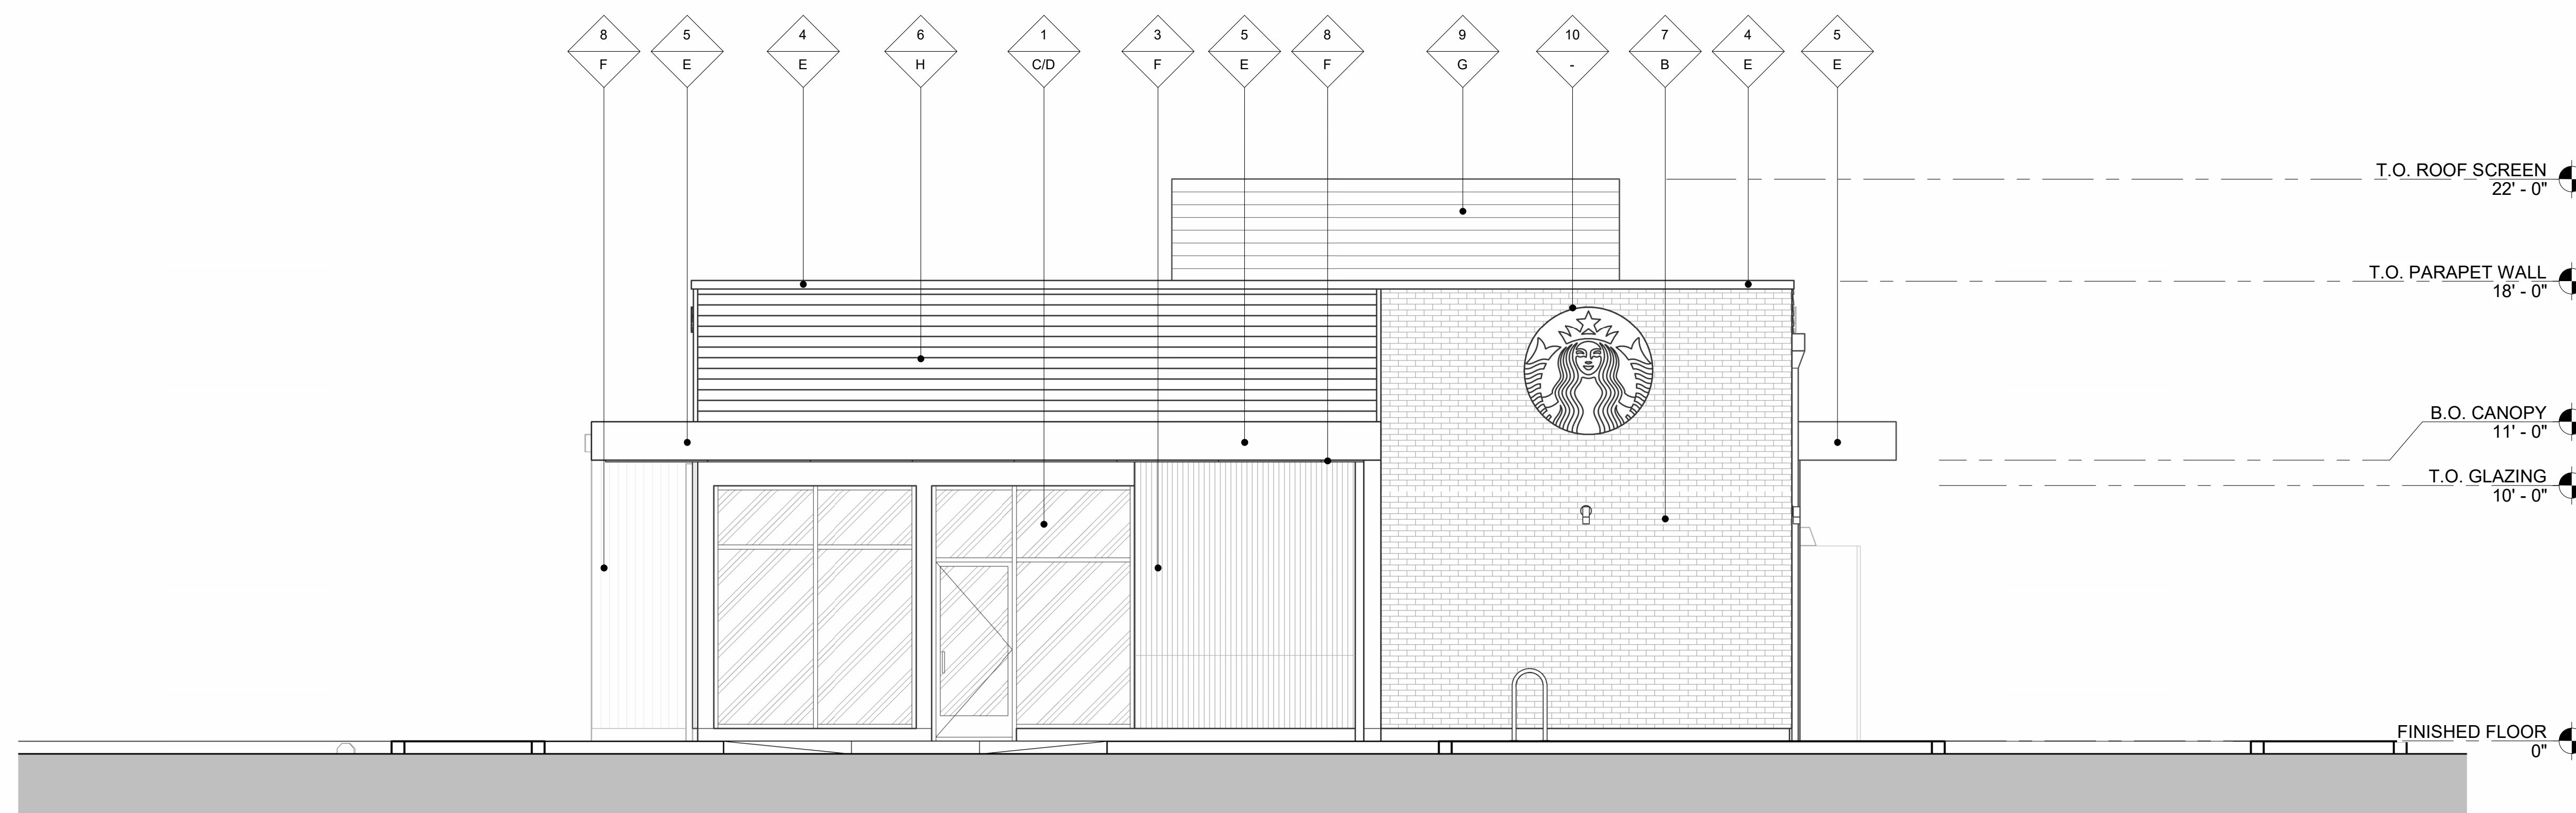 8 5 4 6 1 3 5 8 9 10 7 4 5
F E E H C/D F E F G - B E E
T.O. ROOF SCREEN
22' - 0"
T.O. PARAPET WALL
18' - 0"
B.O. CANOPY
11' - 0"
T.O. GLAZING
10' - 0"
FINISHED FLOOR
0"